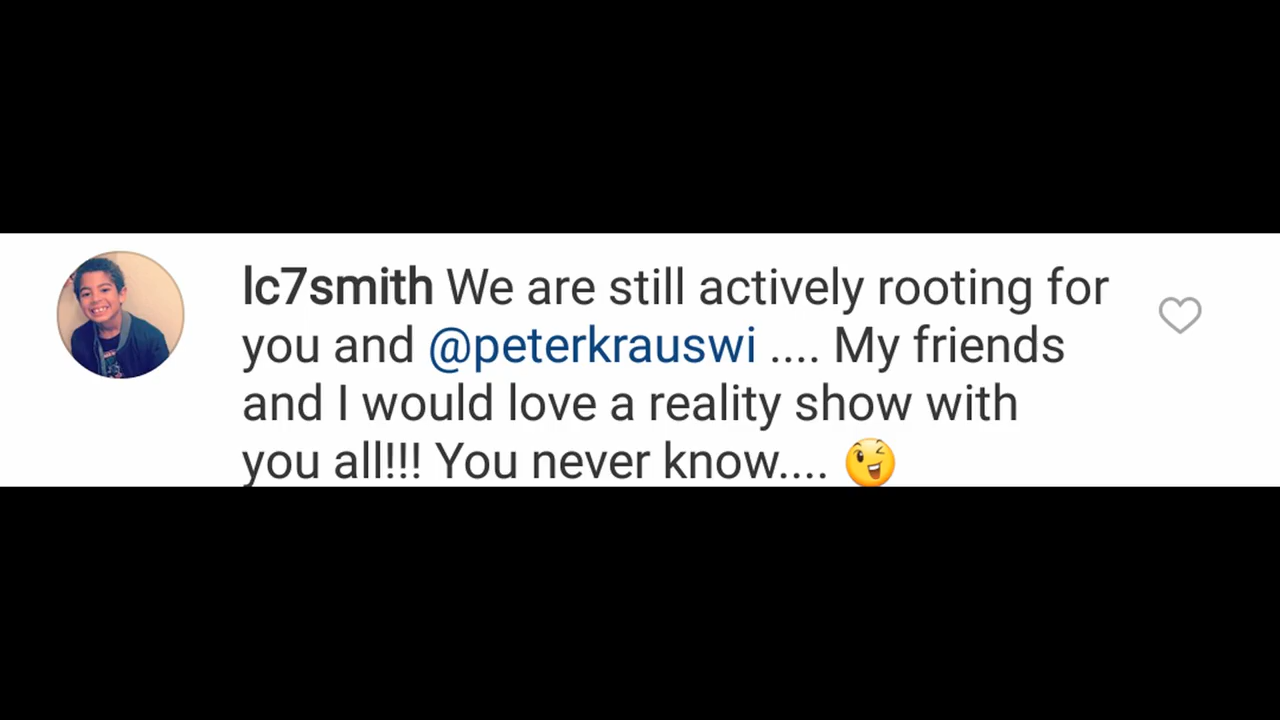 lc7smith We are still actively rooting for
you and @peterkrauswi .... My friends
and I would love a reality show with
you all!!! You never know.... 😜